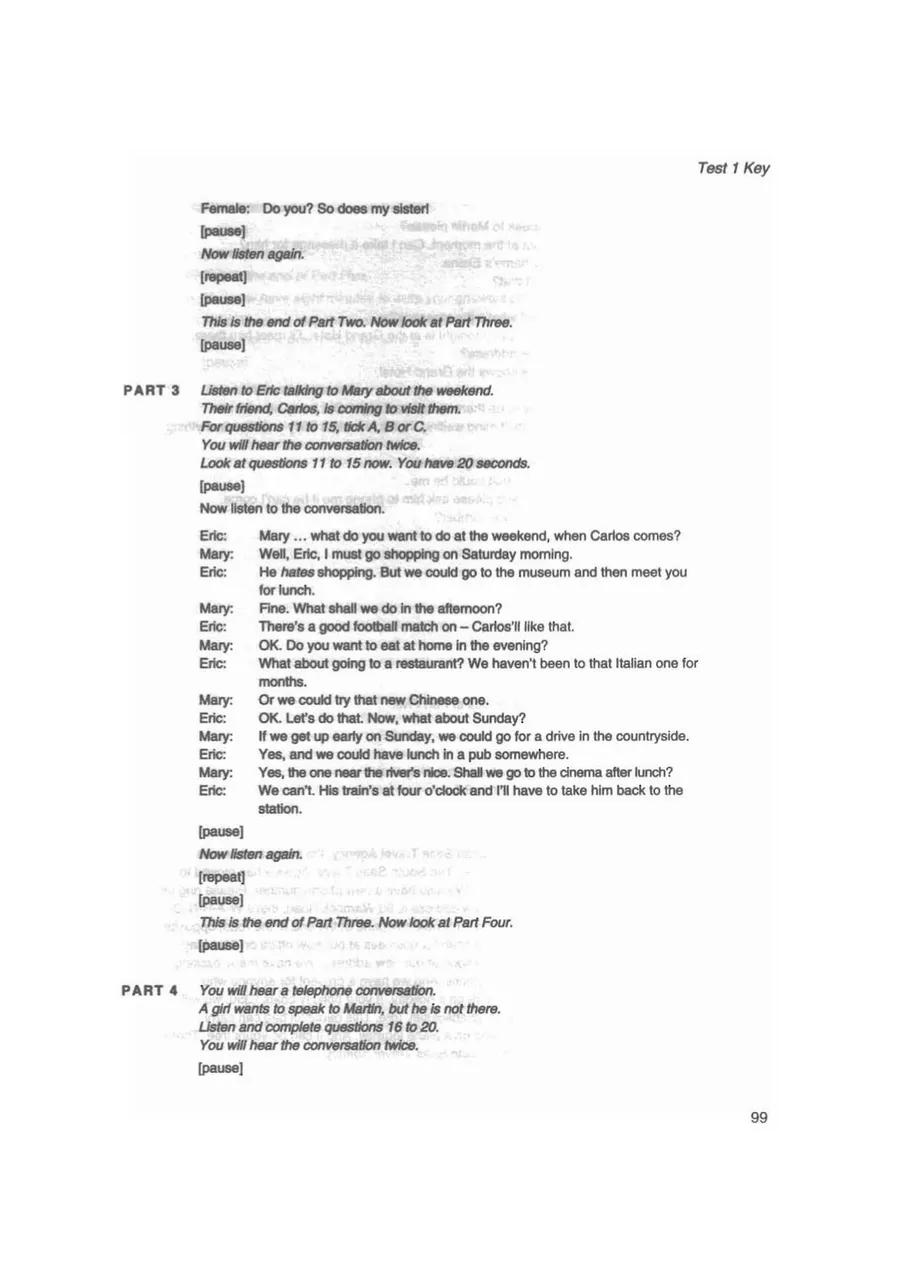 Test 1 Key
Female: Do you? So does my sister!
[pause]
Now listen again.
[repeat]
[pause]
This is the end of Part Two. Now look at Part Three.
[pause]
PART 3 Listen to Eric talking to Mary about the weekend.
Their friend, Carlos, is coming to visit them.
For questions 11 to 15, tick A, B or C.
You will hear the conversation twice.
Look at questions 11 to 15 now. You have 20 seconds.
[pause]
Now listen to the conversation.
Eric: Mary ... what do you want to do at the weekend, when Carlos comes?
Mary: Well, Eric, I must go shopping on Saturday morning.
Eric: He hates shopping. But we could go to the museum and then meet you
for lunch.
Mary: Fine. What shall we do in the afternoon?
Eric: There's a good football match on – Carlos'll like that.
Mary: OK. Do you want to eat at home in the evening?
Eric: What about going to a restaurant? We haven't been to that Italian one for
months.
Mary: Or we could try that new Chinese one.
Eric: OK. Let's do that. Now, what about Sunday?
Mary: If we get up early on Sunday, we could go for a drive in the countryside.
Eric: Yes, and we could have lunch in a pub somewhere.
Mary: Yes, the one near the river's nice. Shall we go to the cinema after lunch?
Eric: We can't. His train's at four o'clock and I'll have to take him back to the
station.
[pause]
Now listen again.
[repeat]
[pause]
This is the end of Part Three. Now look at Part Four.
[pause]
PART 4 You will hear a telephone conversation.
A girl wants to speak to Martin, but he is not there.
Listen and complete questions 16 to 20.
You will hear the conversation twice.
[pause]
99